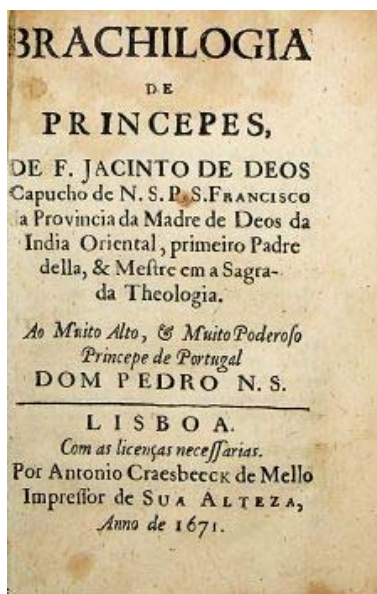 BRACHILOGIA
DE
PRINCEPES,
DE F. JACINTO DE DEOS
Capucho de N. S. P. S. FRANCISCO
a Provincia da Madre de Deos da
India Oriental, primeiro Padre
della, & Meſtre em a Sagra-
da Theologia.
Ao Muito Alto, & Muito Poderoſo
Princepe de Portugal
DOM PEDRO N. S.
LISBOA.
Com as licenças neceſſarias.
Por Antonio Craesbeeck de Mello
Impreſſor de SUA ALTEZA,
Anno de 1671.